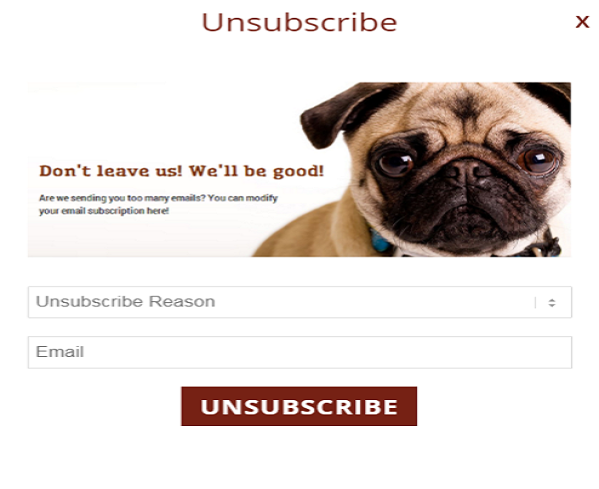 Unsubscribe
x
Don't leave us! We'll be good!
Are we sending you too many emails? You can modify
your email subscription here!
Unsubscribe Reason
Email
UNSUBSCRIBE